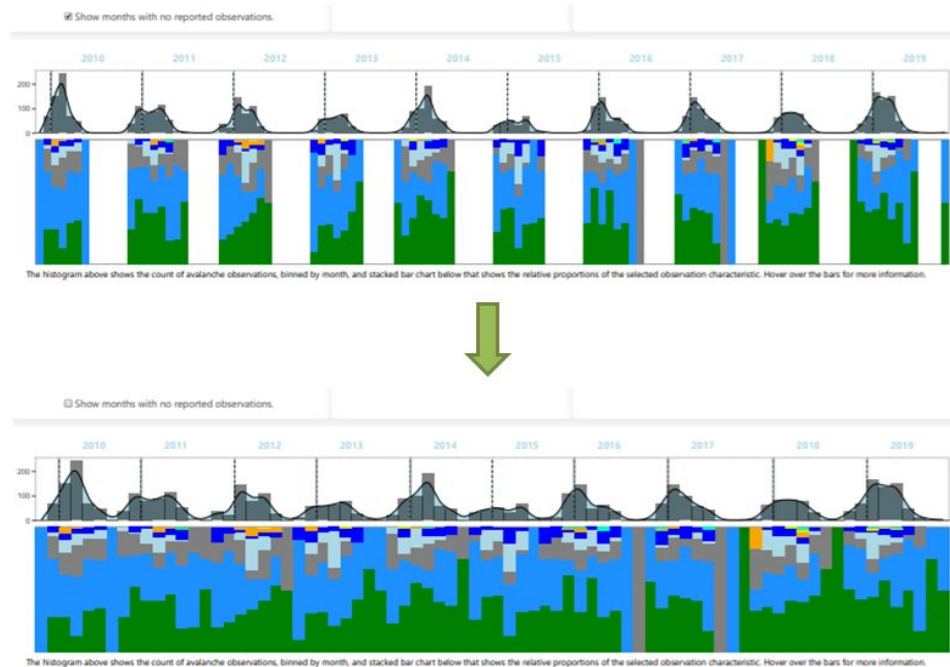 Show months with no reported observations.
2010 2011 2012 2013 2014 2015 2016 2017 2018 2019
200
100
0
The histogram above shows the count of avalanche observations, binned by month, and stacked bar chart below that shows the relative proportions of the selected observation characteristic. Hover over the bars for more information.
Show months with no reported observations.
2010 2011 2012 2013 2014 2015 2016 2017 2018 2019
200
100
0
The histogram above shows the count of avalanche observations, binned by month, and stacked bar chart below that shows the relative proportions of the selected observation characteristic. Hover over the bars for more information.